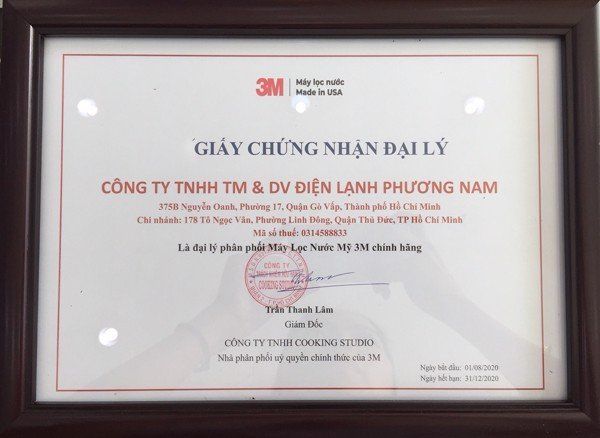 3M
Máy lọc nước
Made in USA
GIẤY CHỨNG NHẬN ĐẠI LÝ
CÔNG TY TNHH TM & DV ĐIỆN LẠNH PHƯƠNG NAM
375B Nguyễn Oanh, Phường 17, Quận Gò Vấp, Thành phố Hồ Chí Minh
Chi nhánh: 178 Tô Ngọc Vân, Phường Linh Đông, Quận Thủ Đức, TP Hồ Chí Minh
Mã số thuế: 0314588833
Là đại lý phân phối Máy Lọc Nước Mỹ 3M chính hãng
CÔNG TY
COOKING STUDIO
Trần Thanh Lâm
Giám Đốc
CÔNG TY TNHH COOKING STUDIO
Nhà phân phối uỷ quyền chính thức của 3M
Ngày bắt đầu: 01/08/2020
Ngày hết hạn: 31/12/2020